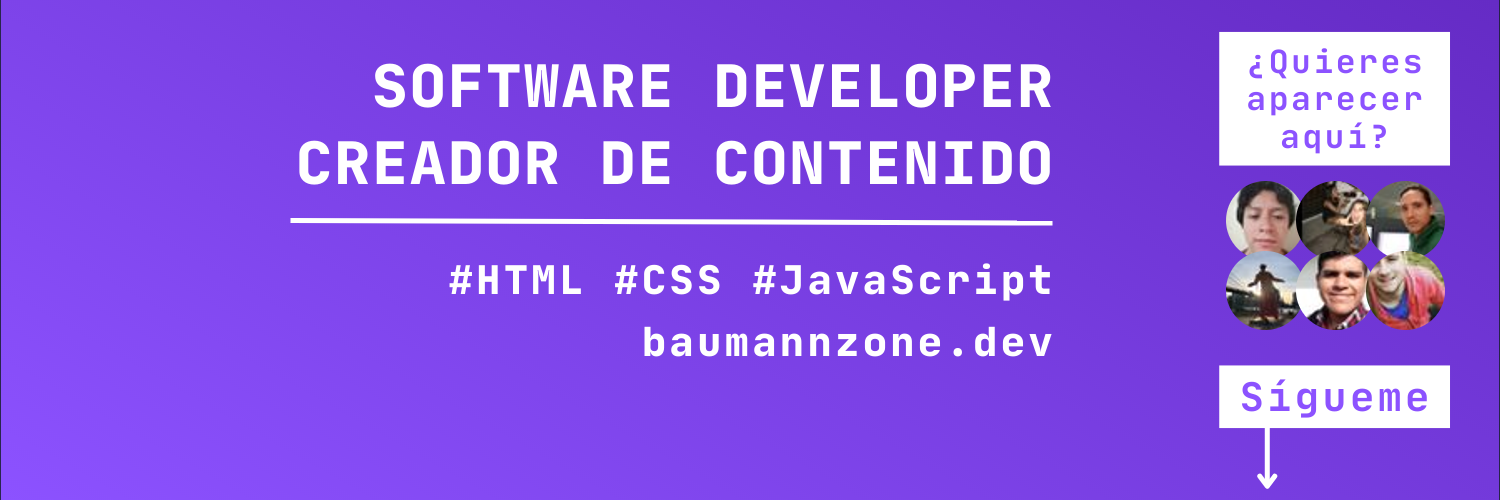 SOFTWARE DEVELOPER
CREADOR DE CONTENIDO
#HTML #CSS #JavaScript
baumannzone.dev
¿Quieres
aparecer
aquí?
Sígueme